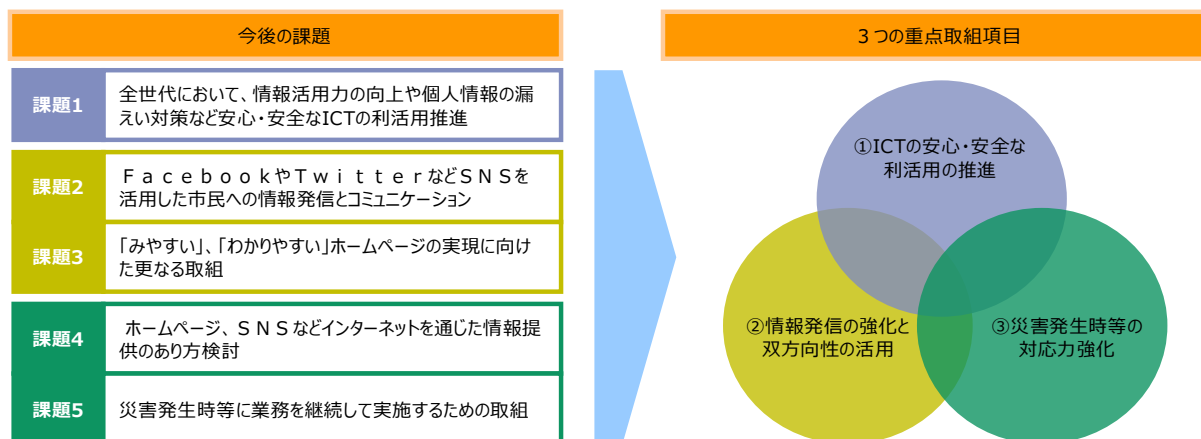 今後の課題
課題1
全世代において、情報活用力の向上や個人情報の漏
えい対策など安心・安全なICTの利活用推進
課題2
ＦａｃｅｂｏｏｋやＴｗｉｔｔｅｒなどＳＮＳを
活用した市民への情報発信とコミュニケーション
課題3
「みやすい」、「わかりやすい」ホームページの実現に向け
た更なる取組
課題4
ホームページ、ＳＮＳなどインターネットを通じた情報提
供のあり方検討
課題5
災害発生時等に業務を継続して実施するための取組
３つの重点取組項目
①ICTの安心・安全な
利活用の推進
②情報発信の強化と
双方向性の活用
③災害発生時等の
対応力強化